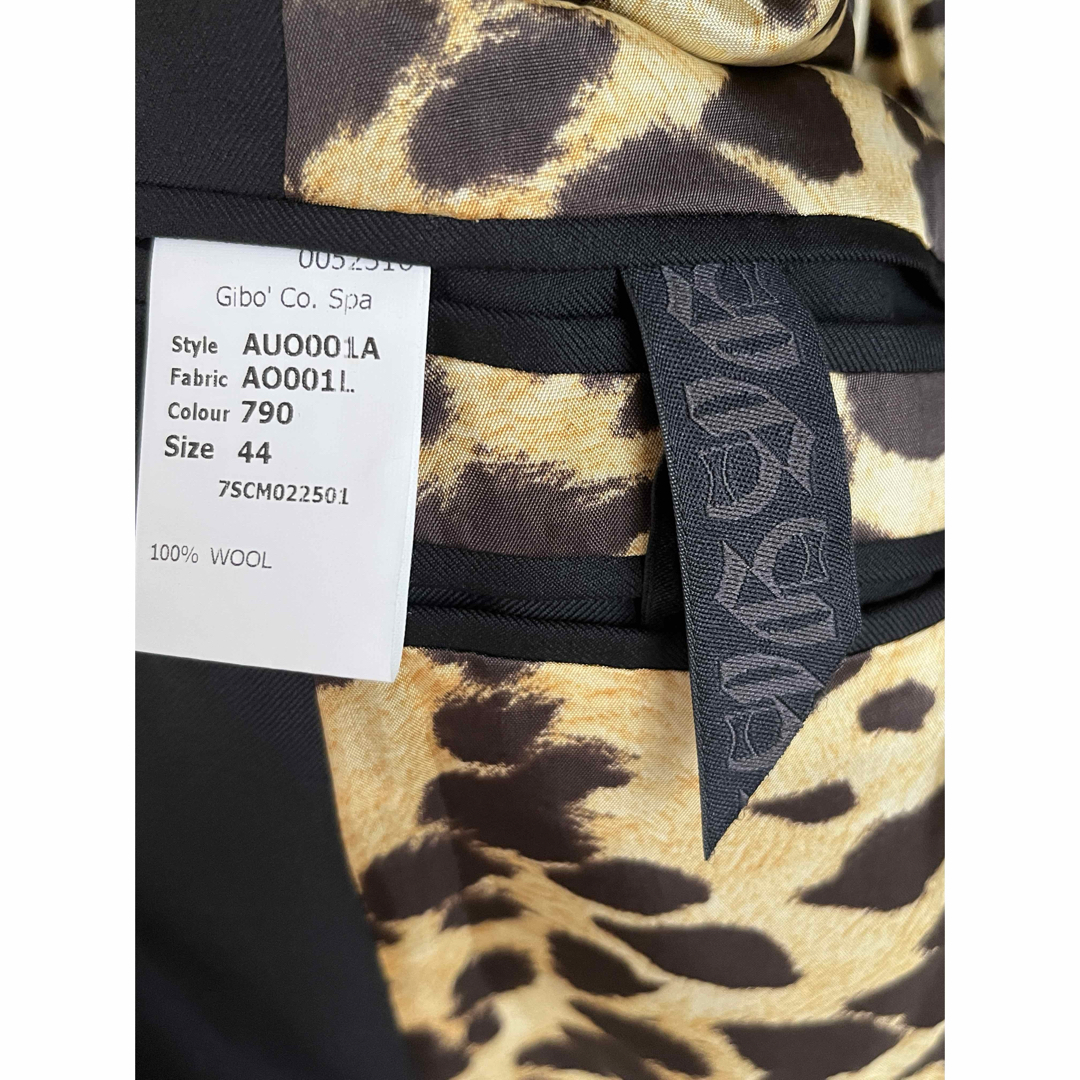 Gibo' Co. Spa
Style AUO001A
Fabric AO001L
Colour 790
Size 44
7SCM022501
100% WOOL